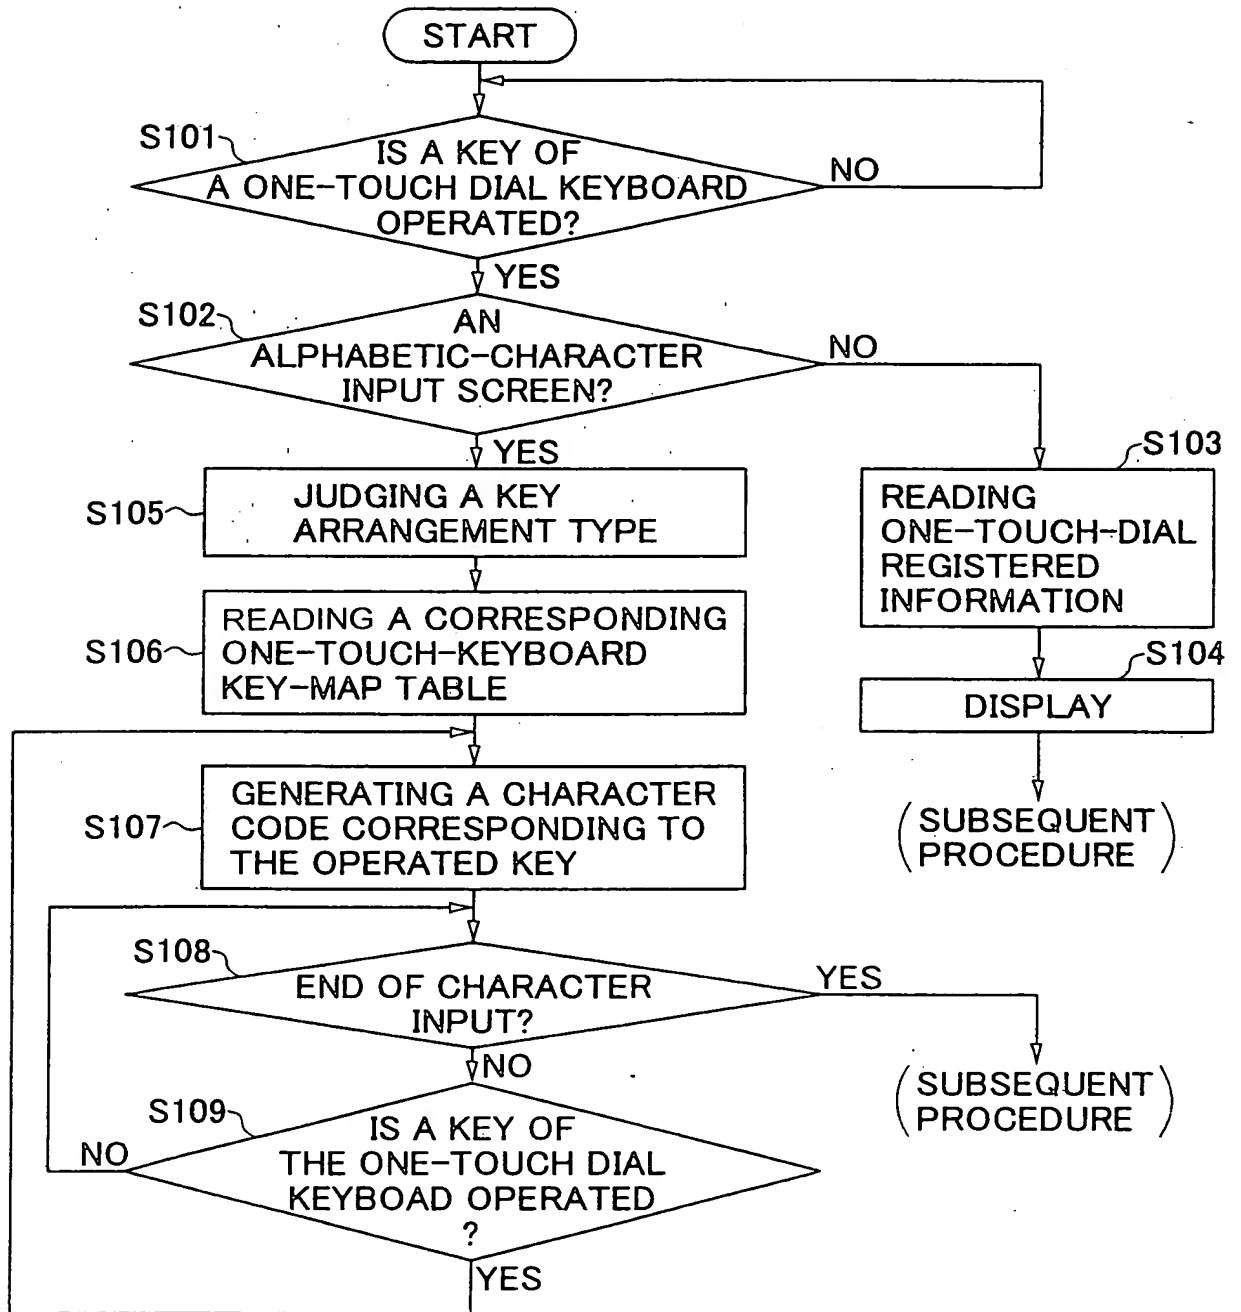 START
S101
IS A KEY OF
A ONE-TOUCH DIAL KEYBOARD
OPERATED?
NO
YES
S102
AN
ALPHABETIC-CHARACTER
INPUT SCREEN?
NO
YES
S103
READING
ONE-TOUCH-DIAL
REGISTERED
INFORMATION
S104
DISPLAY
(SUBSEQUENT
PROCEDURE)
S105
JUDGING A KEY
ARRANGEMENT TYPE
S106
READING A CORRESPONDING
ONE-TOUCH-KEYBOARD
KEY-MAP TABLE
S107
GENERATING A CHARACTER
CODE CORRESPONDING TO
THE OPERATED KEY
S108
END OF CHARACTER
INPUT?
YES
(SUBSEQUENT
PROCEDURE)
NO
S109
IS A KEY OF
THE ONE-TOUCH DIAL
KEYBOAD OPERATED
?
NO
YES